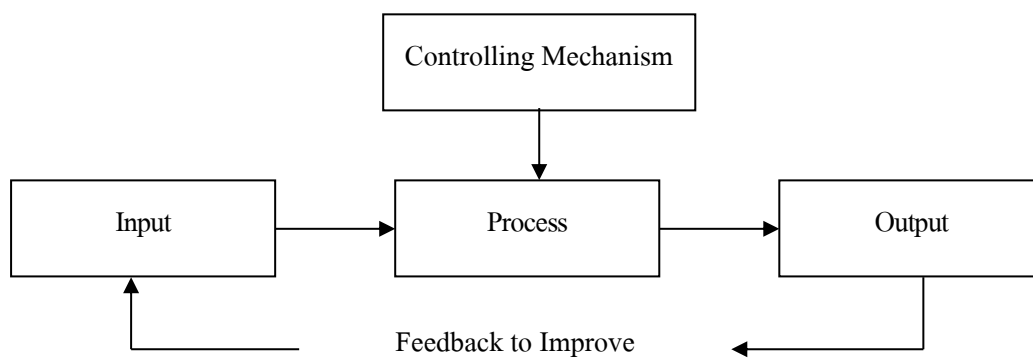 Controlling Mechanism
Input
Process
Output
Feedback to Improve